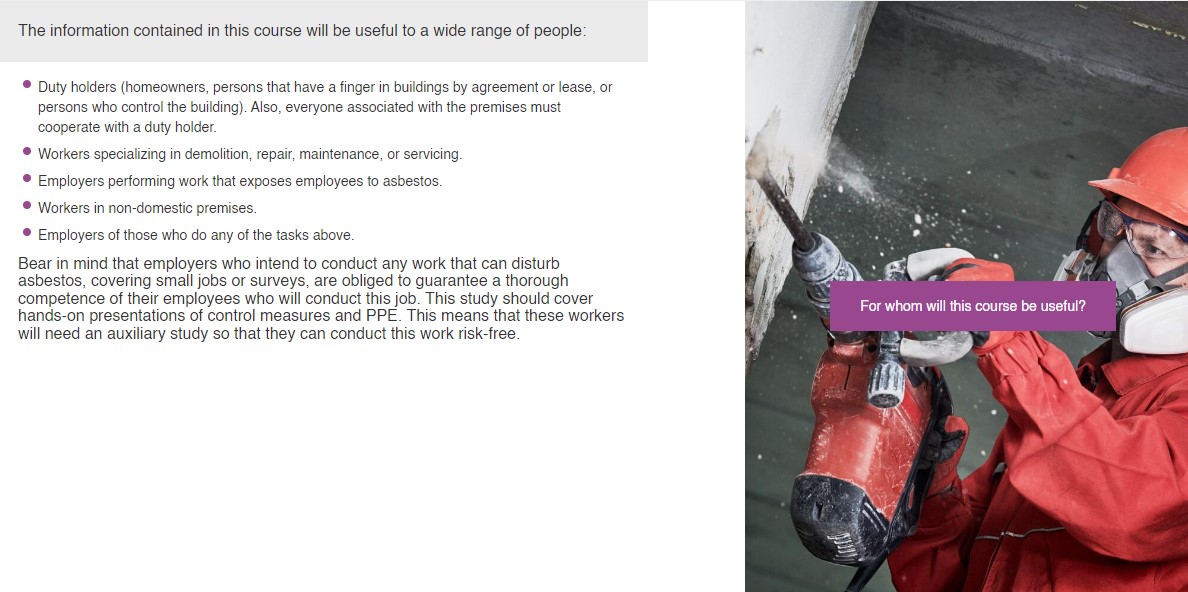 The information contained in this course will be useful to a wide range of people:
Duty holders (homeowners, persons that have a finger in buildings by agreement or lease, or
persons who control the building). Also, everyone associated with the premises must
cooperate with a duty holder.
Workers specializing in demolition, repair, maintenance, or servicing.
Employers performing work that exposes employees to asbestos.
Workers in non-domestic premises.
Employers of those who do any of the tasks above.
Bear in mind that employers who intend to conduct any work that can disturb
asbestos, covering small jobs or surveys, are obliged to guarantee a thorough
competence of their employees who will conduct this job. This study should cover
hands-on presentations of control measures and PPE. This means that these workers
will need an auxiliary study so that they can conduct this work risk-free.
For whom will this course be useful?